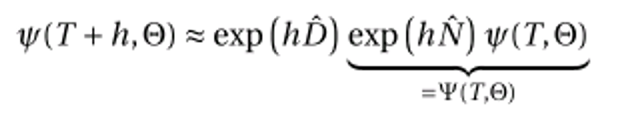 ψ(T + h, Θ) ≈ exp(hD̂) exp(hN̂) ψ(T, Θ)
=Ψ(T,Θ)